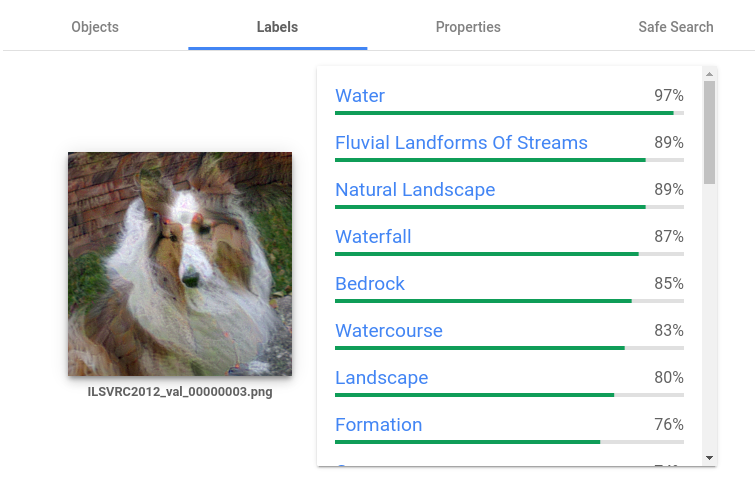 Objects
Labels
Properties
Safe Search
Water 97%
Fluvial Landforms Of Streams 89%
Natural Landscape 89%
Waterfall 87%
Bedrock 85%
Watercourse 83%
Landscape 80%
Formation 76%
ILSVRC2012_val_00000003.png